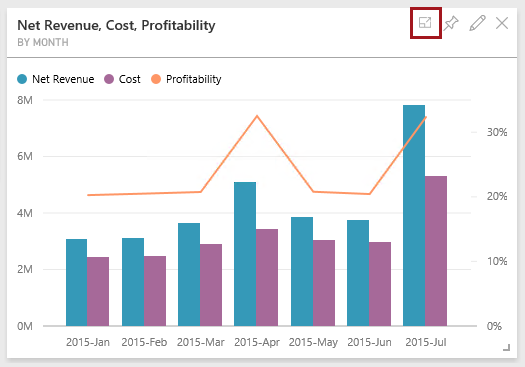 Net Revenue, Cost, Profitability
BY MONTH
Net Revenue Cost Profitability
8M
30%
6M
20%
4M
10%
2M
0M 0%
2015-Jan 2015-Feb 2015-Mar 2015-Apr 2015-May 2015-Jun 2015-Jul